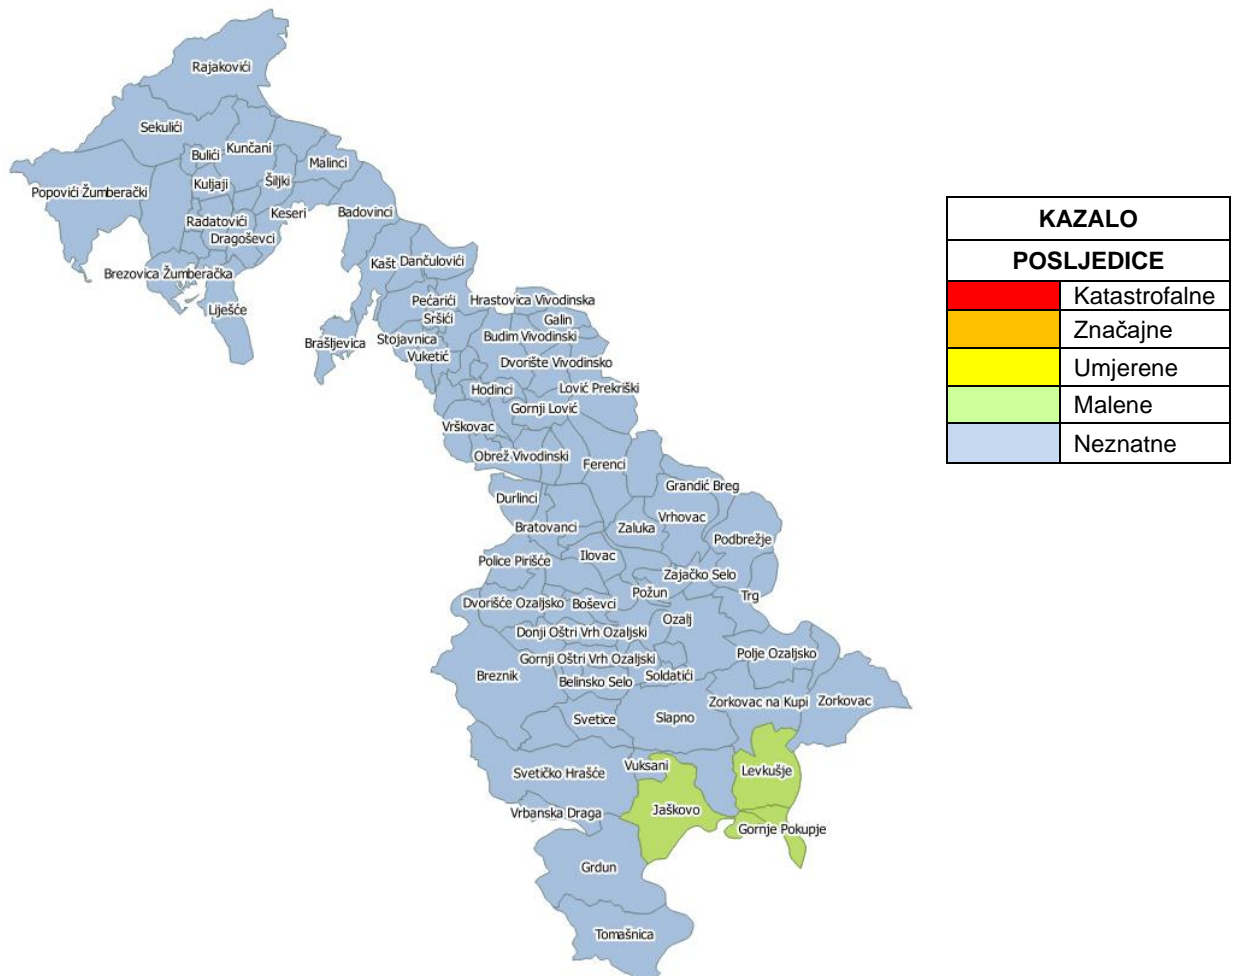 Rajakovići
Sekulići
Bulići
Kunčani
Malinci
Popovići Žumberački
Kuljaji
Šiljki
Radatovići
Keseri
Badovinci
Dragoševci
Brezovica Žumberačka
Kašt
Dančulovići
Liješće
Pećarići
Hrastovica Vivodinska
Sršići
Galin
Brašljevica
Stojavnica
Budim Vivodinski
Vuketić
Dvorište Vivodinsko
Hodinci
Lović Prekriški
Gornji Lović
Vrškovac
Obrež Vivodinski
Ferenci
Durlinci
Grandić Breg
Bratovanci
Zaluka
Vrhovac
Podbrežje
Police Pirišće
Ilovac
Zajačko Selo
Dvorišće Ozaljsko
Boševci
Požun
Trg
Donji Oštri Vrh Ozaljski
Ozalj
Gornji Oštri Vrh Ozaljski
Polje Ozaljsko
Breznik
Belinsko Selo
Soldatići
Zorkovac na Kupi
Zorkovac
Svetice
Slapno
Svetičko Hrašće
Vuksani
Levkušje
Vrbanska Draga
Jaškovo
Gornje Pokupje
Grdun
Tomašnica
KAZALO
POSLJEDICE
Katastrofalne
Značajne
Umjerene
Malene
Neznatne